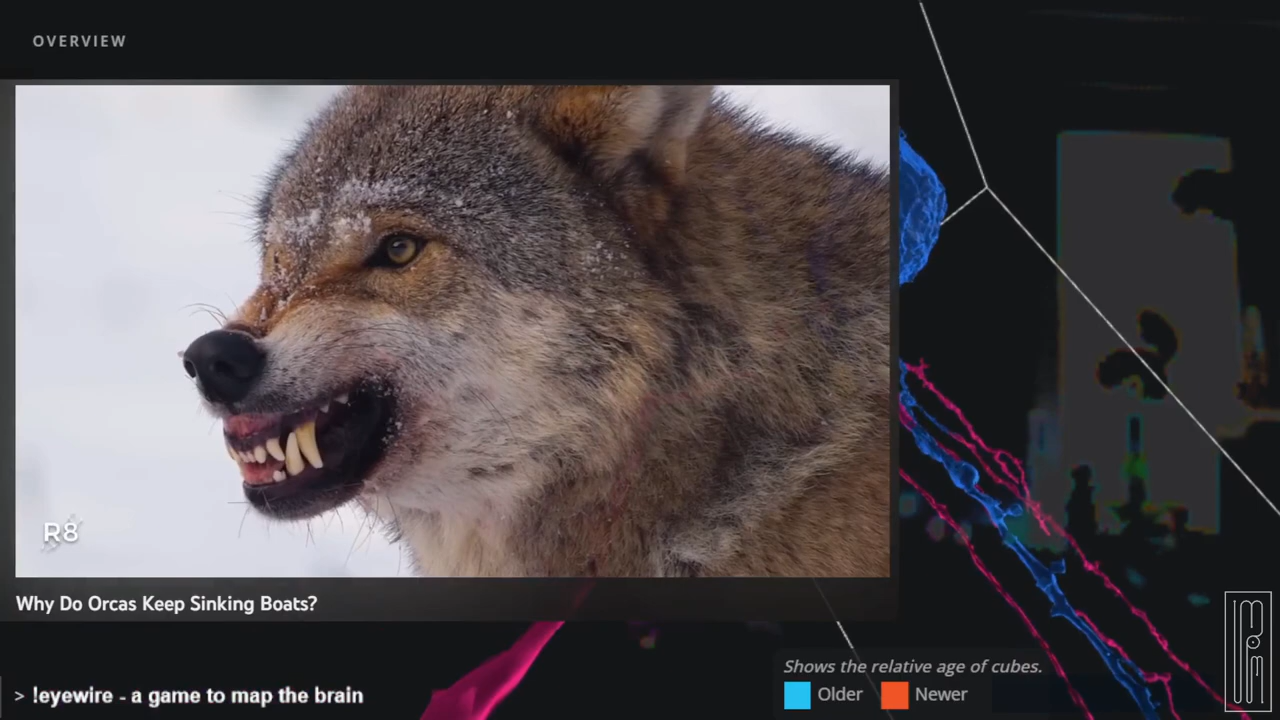 OVERVIEW
R8
Why Do Orcas Keep Sinking Boats?
> !eyewire - a game to map the brain
Shows the relative age of cubes.
Older Newer